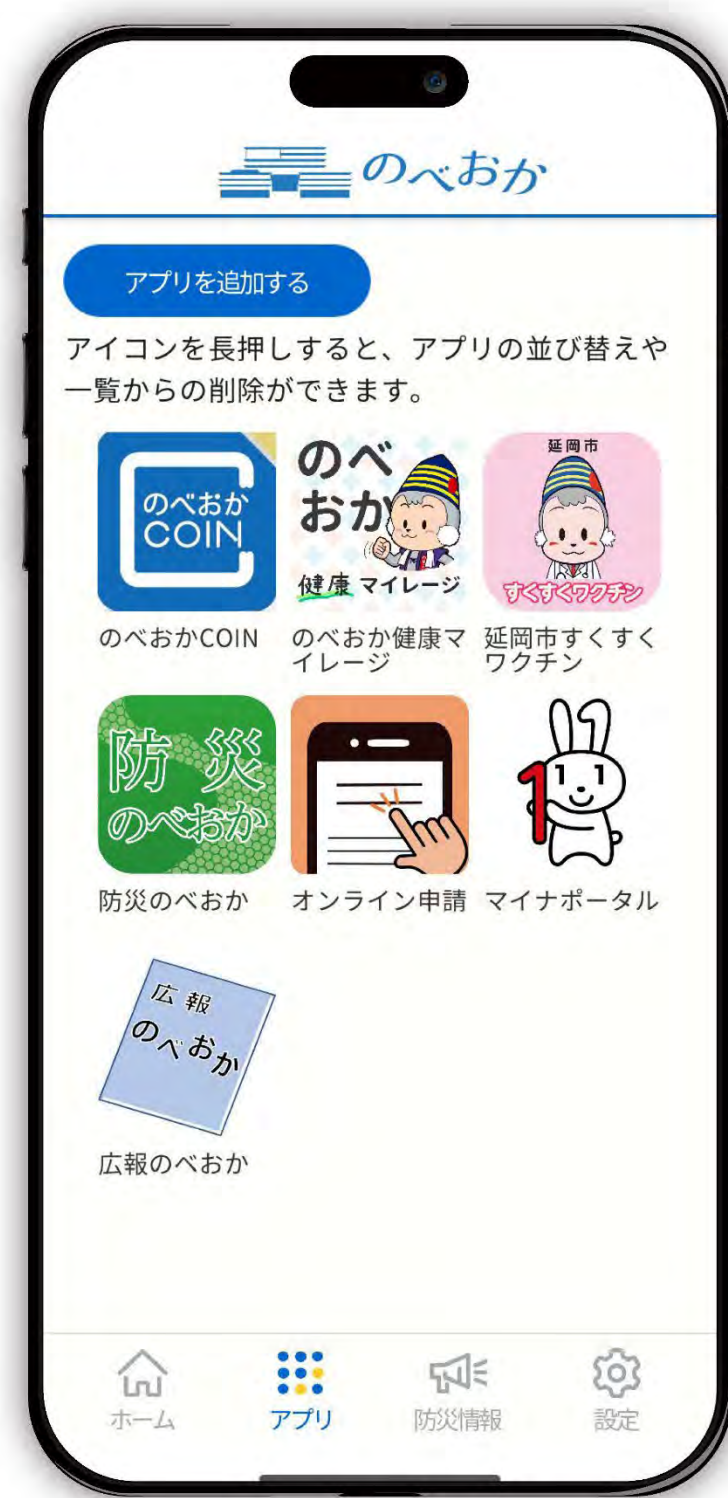 のべおか
アプリを追加する
アイコンを長押しすると、アプリの並び替えや
一覧からの削除ができます。
のべおか
COIN
のべ
おか
健康マイレージ
延岡市
すくすくワクチン
のべおかCOIN
のべおか健康マ
イレージ
延岡市すくすく
ワクチン
防災
のべおか
1
防災のべおか
オンライン申請
マイナポータル
広報
のべおか
広報のべおか
ホーム
アプリ
防災情報
設定